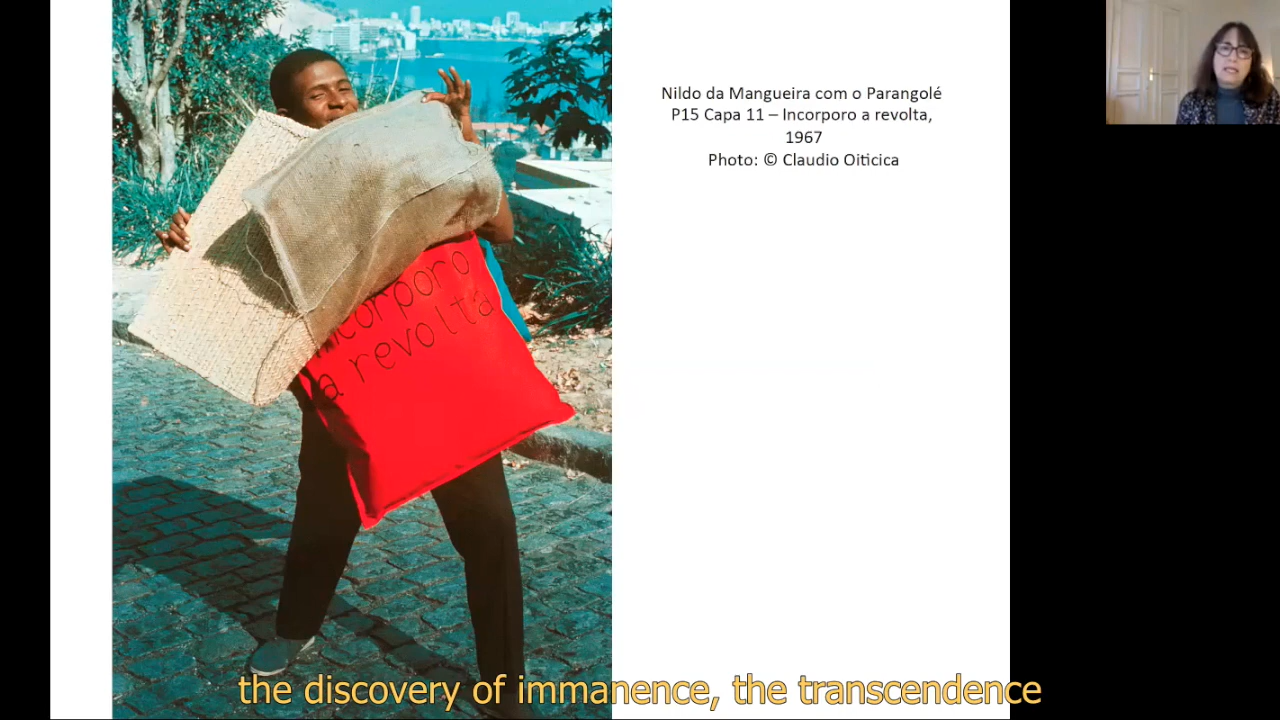 Nildo da Mangueira com o Parangolé
P15 Capa 11 – Incorporo a revolta,
1967
Photo: © Claudio Oiticica
incorporo
a revolta
the discovery of immanence, the transcendence